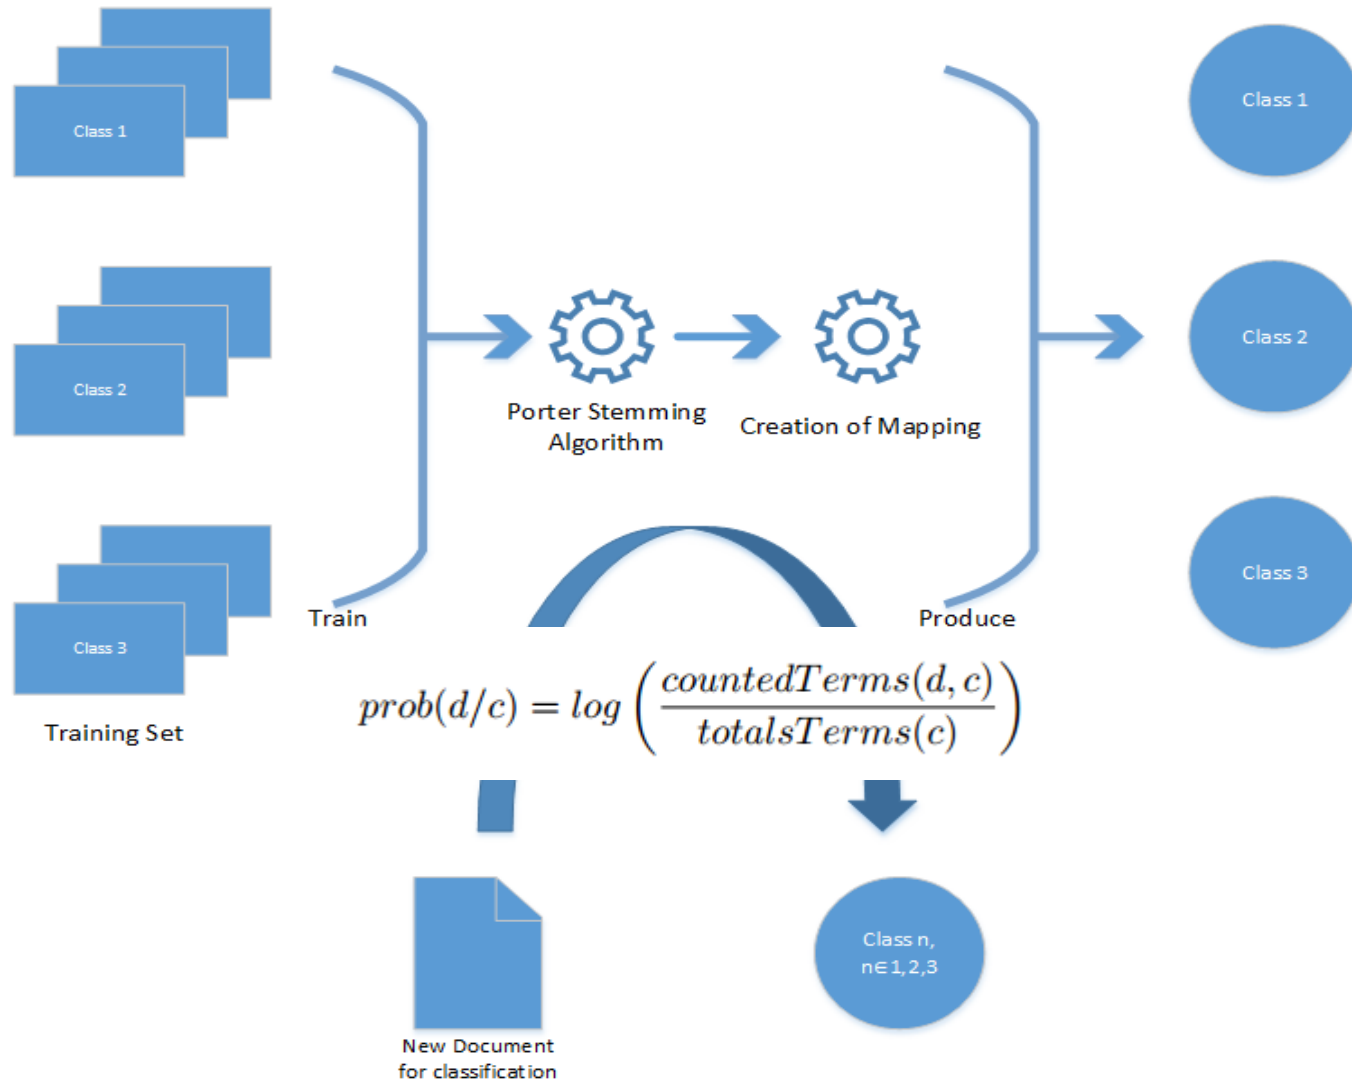 Class 1
Class 2
Class 3
Training Set
Train
Porter Stemming
Algorithm
Creation of Mapping
Produce
Class 1
Class 2
Class 3
prob(d/c) = log ( countedTerms(d, c) / totalsTerms(c) )
New Document
for classification
Class n,
n∈1,2,3